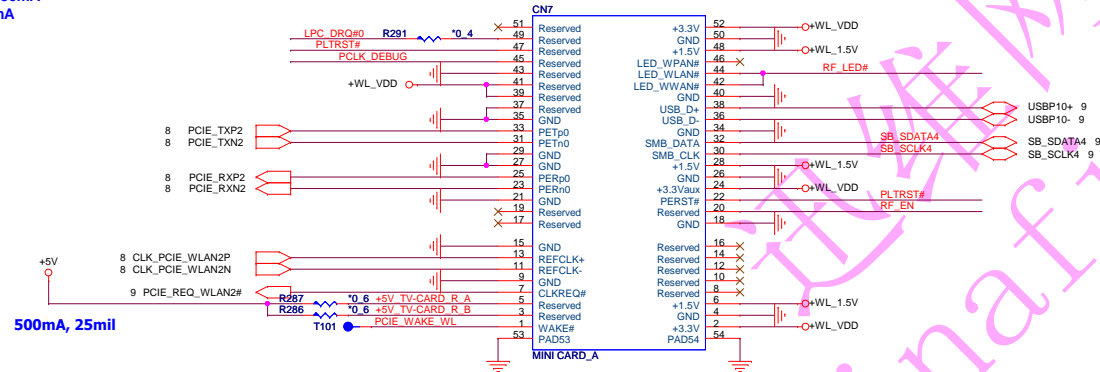 mA
CN7
51 Reserved +3.3V 52 +WL_VDD
LPC_DRQ#0 R291 *0_4 49 Reserved GND 50
PLTRST# 47 Reserved +1.5V 48 +WL_1.5V
PCLK_DEBUG 45 Reserved LED_WPAN# 46
43 Reserved LED_WLAN# 44 RF_LED#
+WL_VDD 41 Reserved LED_WWAN# 42
39 Reserved GND 40
37 Reserved USB_D+ 38 USBP10+ 9
35 GND USB_D- 36 USBP10- 9
8 PCIE_TXP2 33 PETp0 GND 34
8 PCIE_TXN2 31 PETn0 SMB_DATA 32 SB_SDATA4 SB_SDATA4 9
29 GND SMB_CLK 30 SB_SCLK4 SB_SCLK4 9
27 GND +1.5V 28 +WL_1.5V
8 PCIE_RXP2 25 PERp0 GND 26
8 PCIE_RXN2 23 PERn0 +3.3Vaux 24 +WL_VDD
21 GND PERST# 22 PLTRST#
19 Reserved Reserved 20 RF_EN
17 Reserved GND 18
15 GND Reserved 16
8 CLK_PCIE_WLAN2P 13 REFCLK+ Reserved 14
8 CLK_PCIE_WLAN2N 11 REFCLK- Reserved 12
+5V 9 GND Reserved 10
9 PCIE_REQ_WLAN2# 7 CLKREQ# Reserved 8
R287 *0_6 +5V_TV-CARD_R_A 5 Reserved +1.5V 6 +WL_1.5V
R286 *0_6 +5V_TV-CARD_R_B 3 Reserved GND 4
500mA, 25mil T101 PCIE_WAKE_WL 1 WAKE# +3.3V 2 +WL_VDD
53 PAD53 PAD54 54
MINI CARD_A